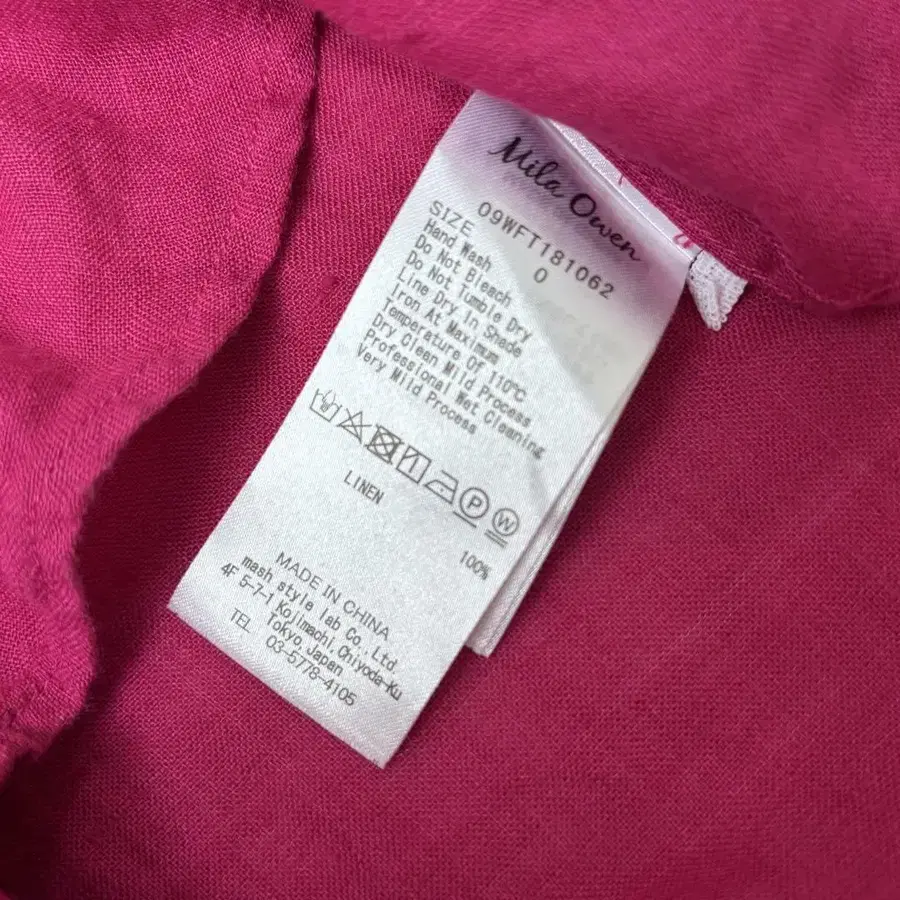 Mila Owen
09WFT181062
SIZE 0
Hand Wash
Do Not Bleach
Do Not Tumble Dry
Line Dry In Shade
Iron At Maximum
Temperature Of 110℃
Dry Clean Mild Process
Professional Wet Cleaning
Very Mild Process
P W
LINEN 100%
MADE IN CHINA
mash style lab Co., Ltd.
4F 5-7-1 Kojimachi, Chiyoda-Ku
Tokyo, Japan
TEL 03-5778-4105